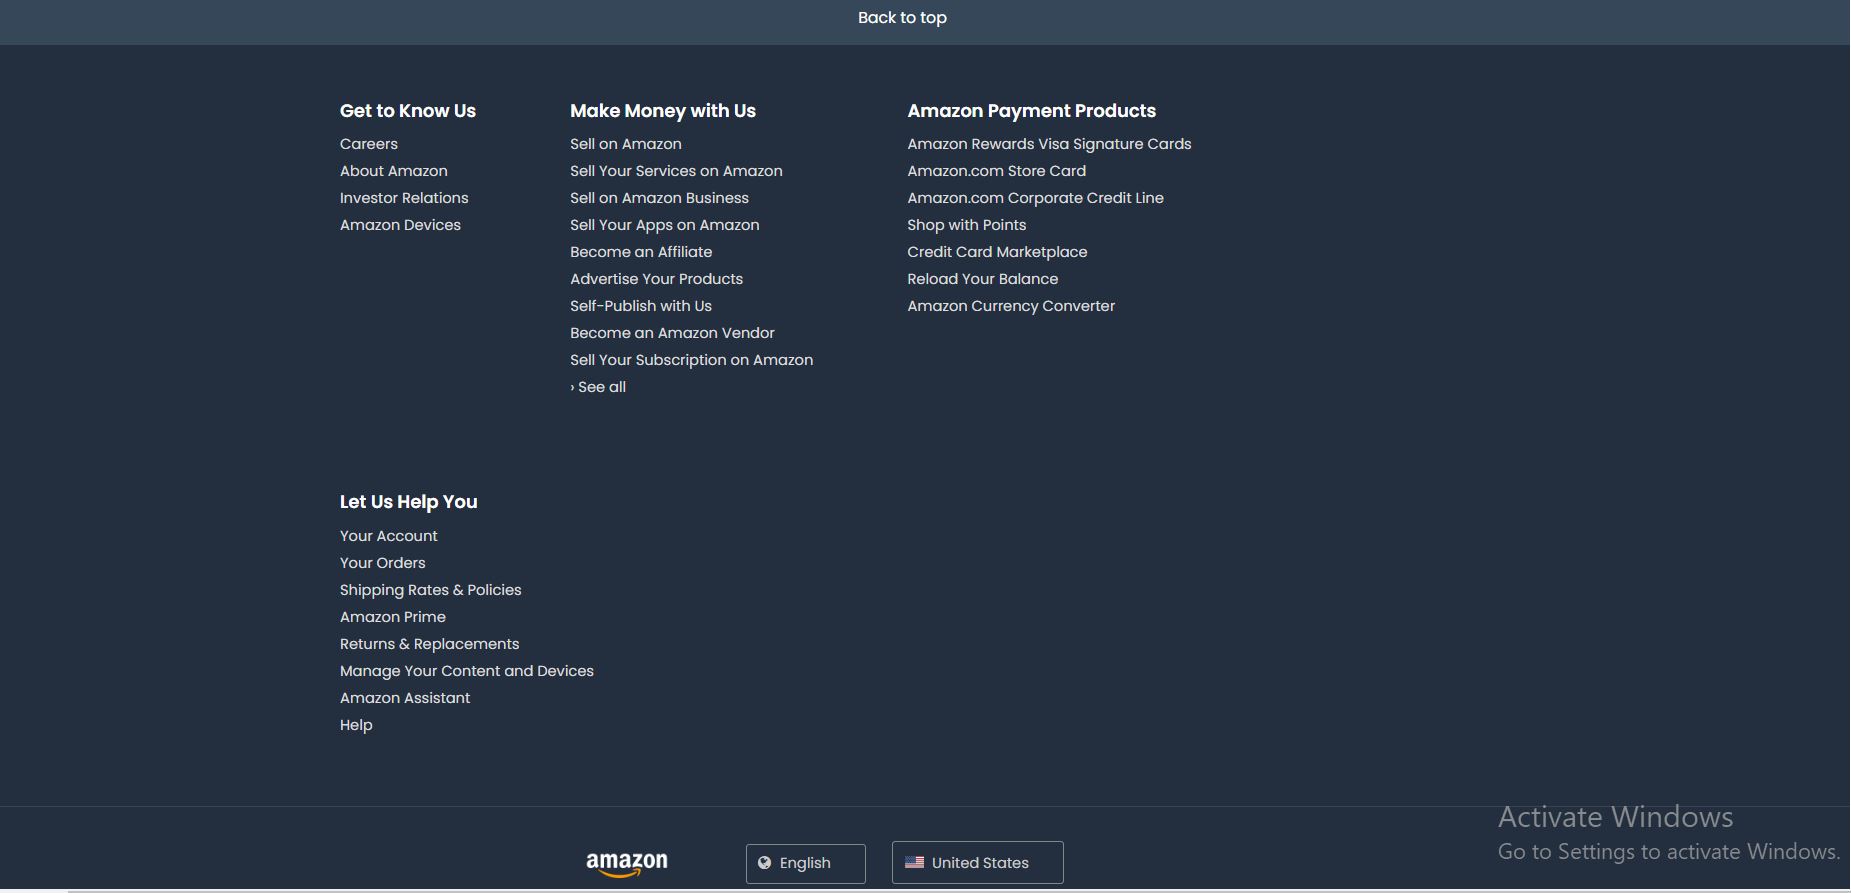 Back to top
Get to Know Us
Careers
About Amazon
Investor Relations
Amazon Devices
Make Money with Us
Sell on Amazon
Sell Your Services on Amazon
Sell on Amazon Business
Sell Your Apps on Amazon
Become an Affiliate
Advertise Your Products
Self-Publish with Us
Become an Amazon Vendor
Sell Your Subscription on Amazon
› See all
Amazon Payment Products
Amazon Rewards Visa Signature Cards
Amazon.com Store Card
Amazon.com Corporate Credit Line
Shop with Points
Credit Card Marketplace
Reload Your Balance
Amazon Currency Converter
Let Us Help You
Your Account
Your Orders
Shipping Rates & Policies
Amazon Prime
Returns & Replacements
Manage Your Content and Devices
Amazon Assistant
Help
amazon
English
United States
Activate Windows
Go to Settings to activate Windows.